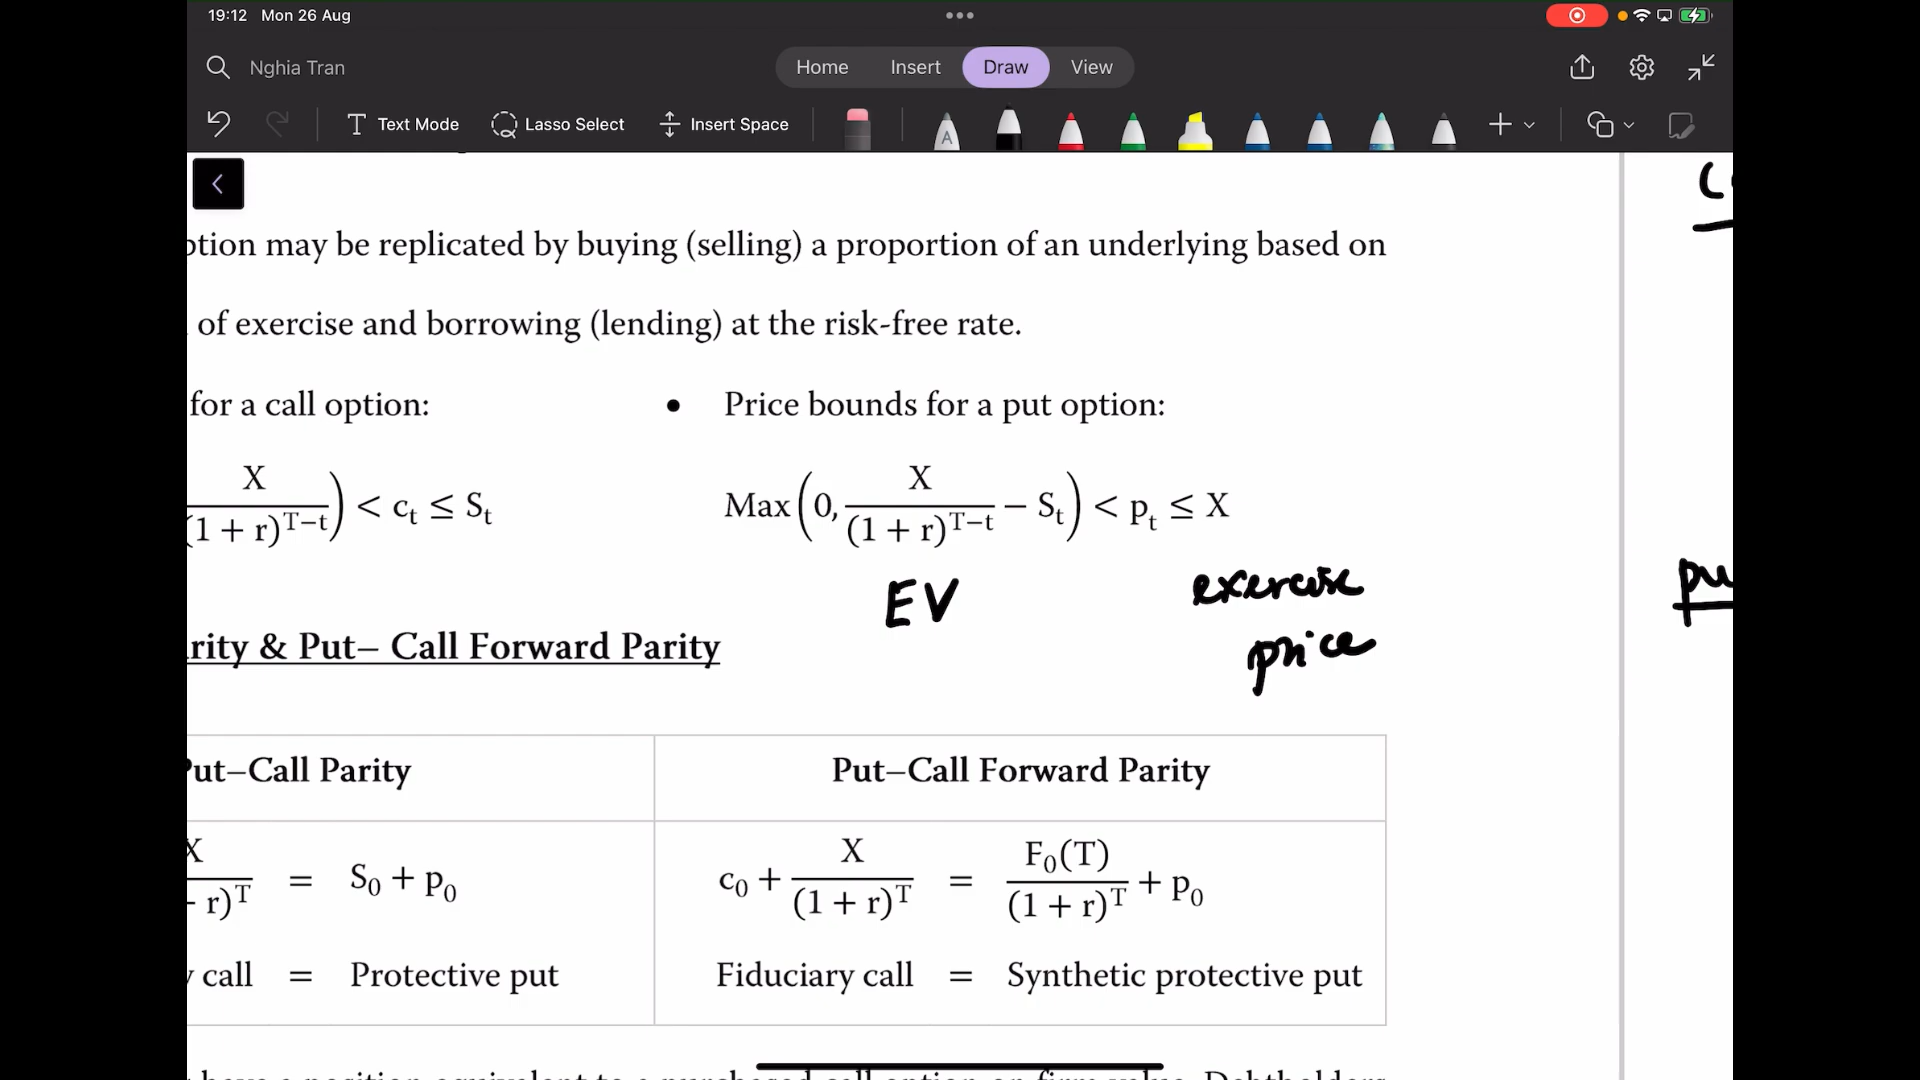 19:12 Mon 26 Aug
Nghia Tran
Home Insert Draw View
Text Mode Lasso Select Insert Space
A
ption may be replicated by buying (selling) a proportion of an underlying based on
of exercise and borrowing (lending) at the risk-free rate.
for a call option:
X/(1 + r)^{T−t}) < c_t ≤ S_t
• Price bounds for a put option:
Max(0, X/(1 + r)^{T−t} − S_t) < p_t ≤ X
EV
exercise
price
rity & Put– Call Forward Parity
Put–Call Parity
Put–Call Forward Parity
X/ r)^T = S_0 + p_0
c_0 + X/(1 + r)^T = F_0(T)/(1 + r)^T + p_0
y call = Protective put
Fiduciary call = Synthetic protective put